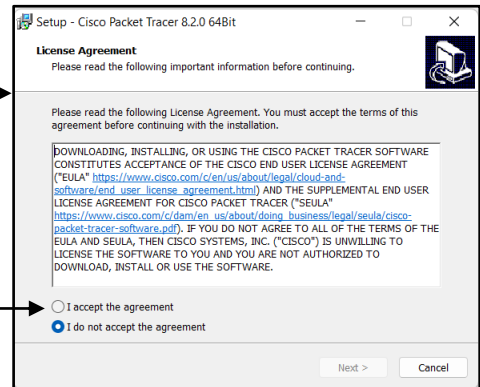 Setup - Cisco Packet Tracer 8.2.0 64Bit
License Agreement
Please read the following important information before continuing.
Please read the following License Agreement. You must accept the terms of this
agreement before continuing with the installation.
DOWNLOADING, INSTALLING, OR USING THE CISCO PACKET TRACER SOFTWARE
CONSTITUTES ACCEPTANCE OF THE CISCO END USER LICENSE AGREEMENT
("EULA" https://www.cisco.com/c/en/us/about/legal/cloud-and-
software/end_user_license_agreement.html) AND THE SUPPLEMENTAL END USER
LICENSE AGREEMENT FOR CISCO PACKET TRACER ("SEULA"
https://www.cisco.com/c/dam/en_us/about/doing_business/legal/seula/cisco-
packet-tracer-software.pdf). IF YOU DO NOT AGREE TO ALL OF THE TERMS OF THE
EULA AND SEULA, THEN CISCO SYSTEMS, INC. ("CISCO") IS UNWILLING TO
LICENSE THE SOFTWARE TO YOU AND YOU ARE NOT AUTHORIZED TO
DOWNLOAD, INSTALL OR USE THE SOFTWARE.
I accept the agreement
I do not accept the agreement
Next > Cancel